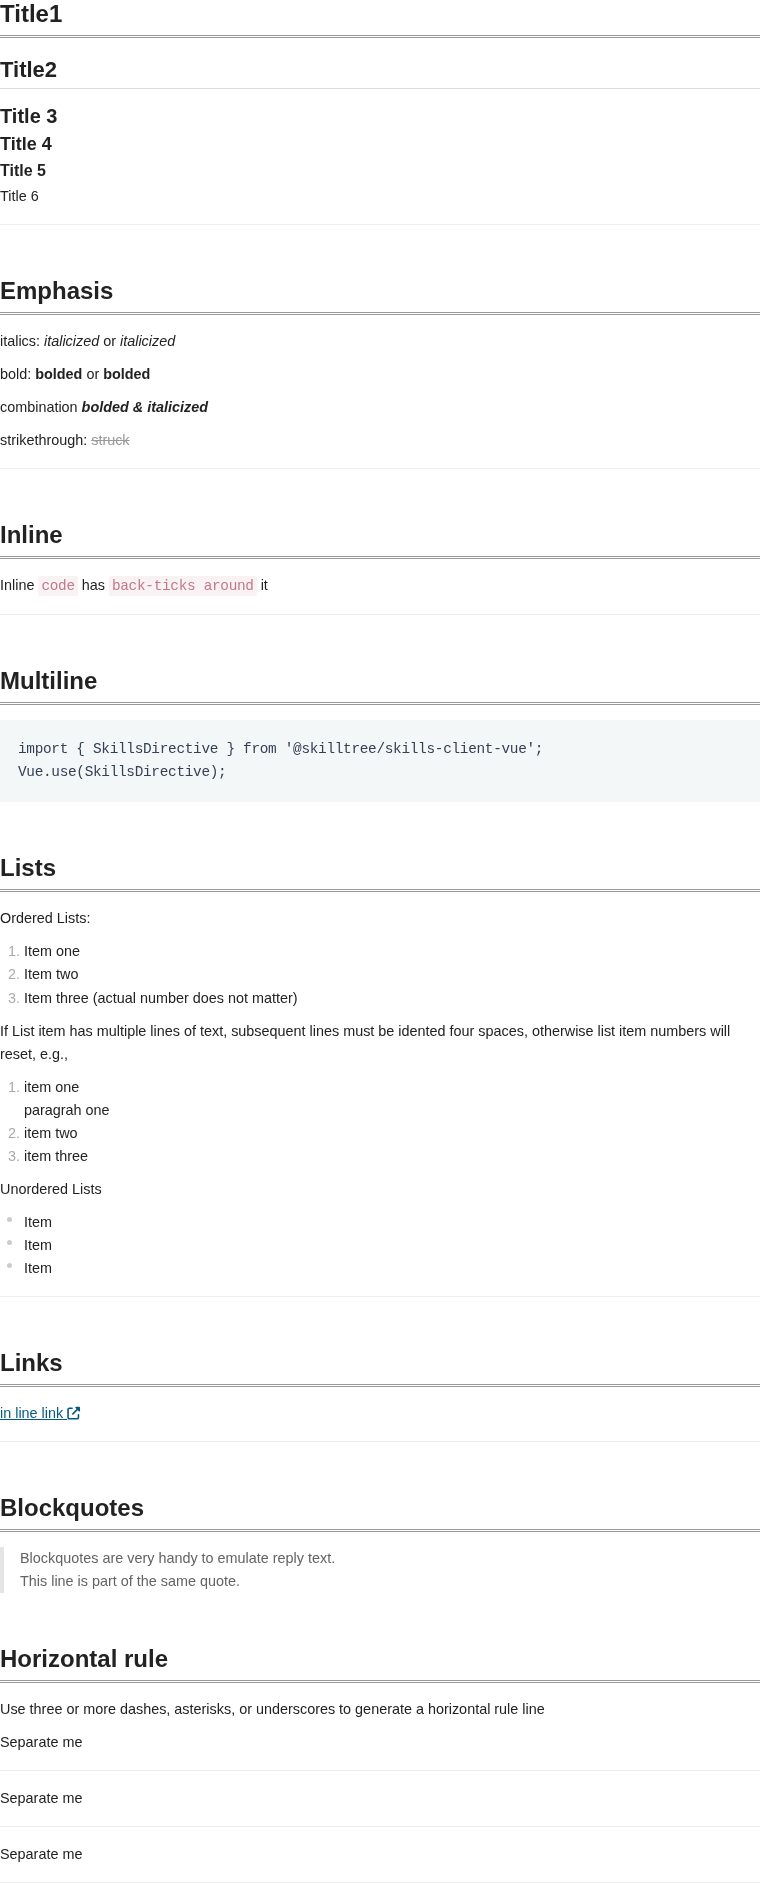 Title1
Title2
Title 3
Title 4
Title 5
Title 6
Emphasis
italics: italicized or italicized
bold: bolded or bolded
combination bolded & italicized
strikethrough: struck
Inline
Inline code has back-ticks around it
Multiline
import { SkillsDirective } from '@skilltree/skills-client-vue';
Vue.use(SkillsDirective);
Lists
Ordered Lists:
1. Item one
2. Item two
3. Item three (actual number does not matter)
If List item has multiple lines of text, subsequent lines must be idented four spaces, otherwise list item numbers will
reset, e.g.,
1. item one
paragrah one
2. item two
3. item three
Unordered Lists
• Item
• Item
• Item
Links
in line link
Blockquotes
Blockquotes are very handy to emulate reply text.
This line is part of the same quote.
Horizontal rule
Use three or more dashes, asterisks, or underscores to generate a horizontal rule line
Separate me
Separate me
Separate me